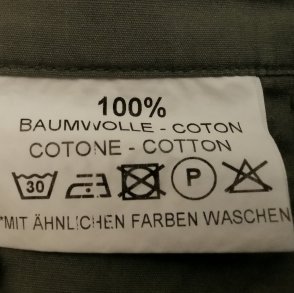 100%
BAUMWOLLE - COTON
COTONE - COTTON
30 P
*MIT ÄHNLICHEN FARBEN WASCHEN